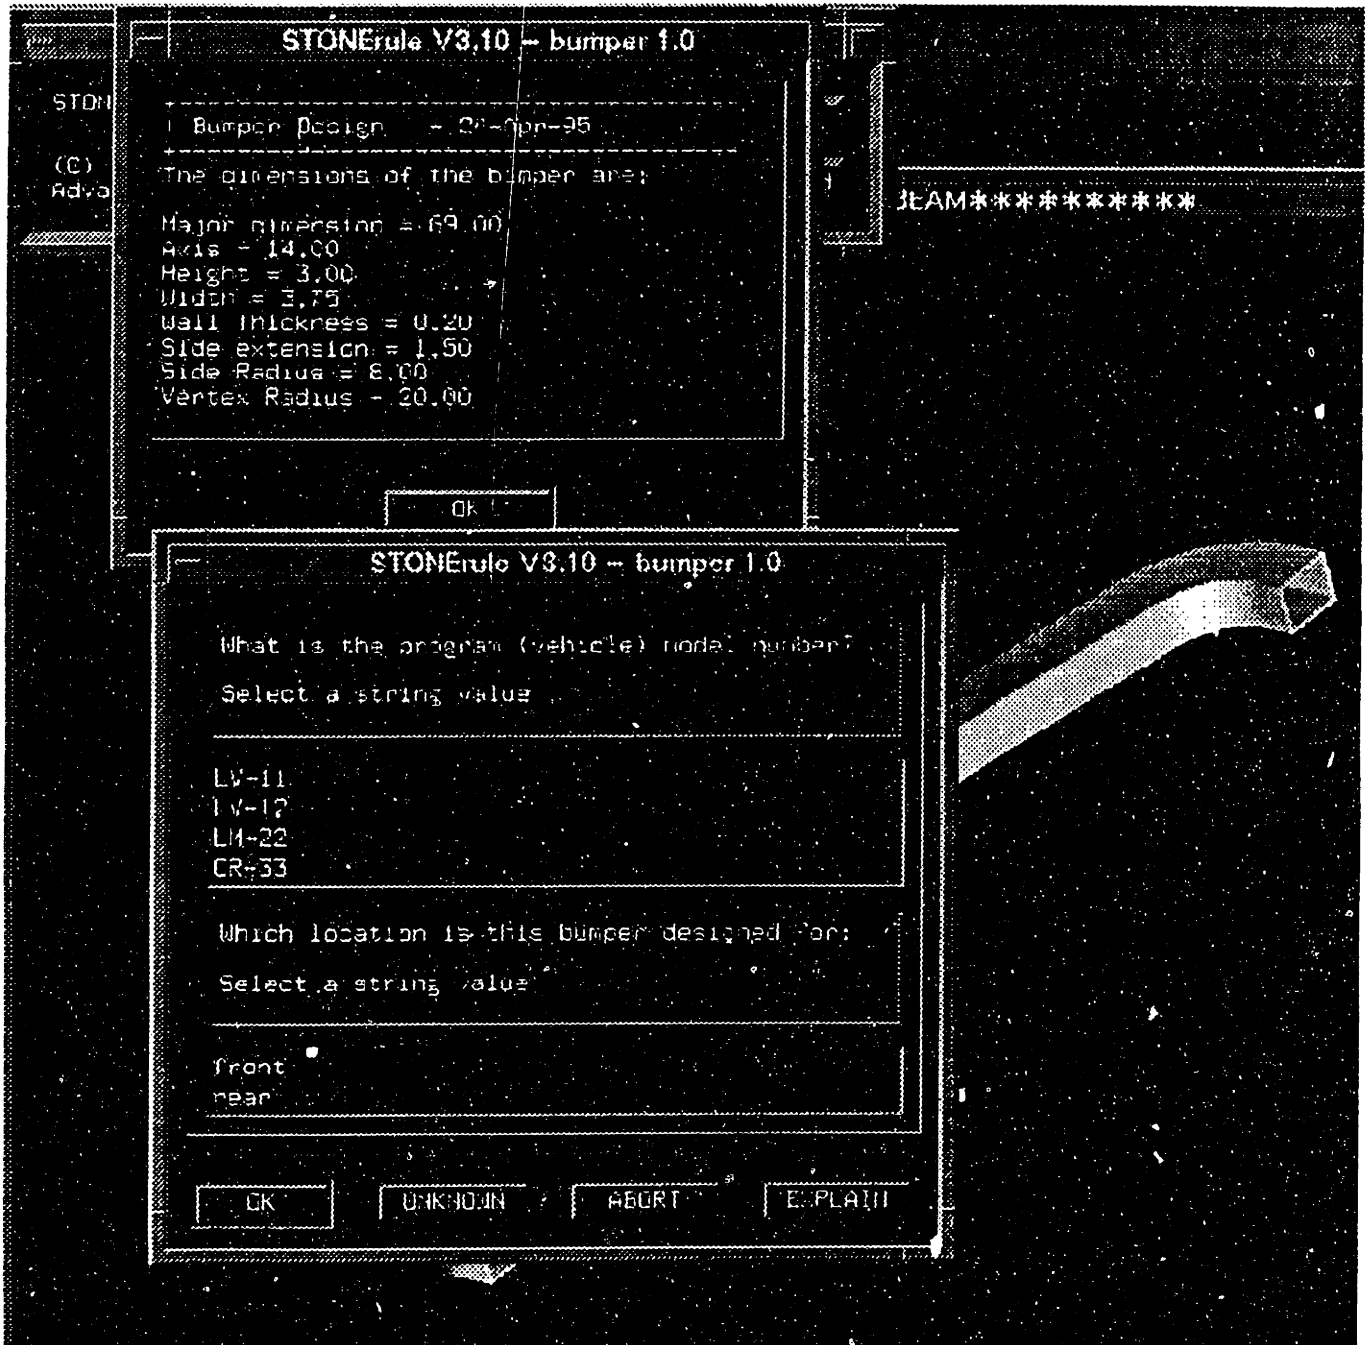 STONErule V3.10 – bumper 1.0
STON
(C)
Adva
Bumper Design -
-95
The dimensions of the bumper are:
Major dimension = 69.00
Axis = 14.00
Height = 3.00
Width = 3.75
Wall Thickness = 0.20
Side extension = 1.50
Side Radius = 8.00
Vertex Radius = 20.00
OK
BEAM**********
STONErule V3.10 – bumper 1.0
What is the program (vehicle) model number?
Select a string value
LV-11
LV-12
LM-22
CR-33
Which location is this bumper designed for:
Select a string value
front
rear
OK UNKNOWN ABORT EXPLAIN